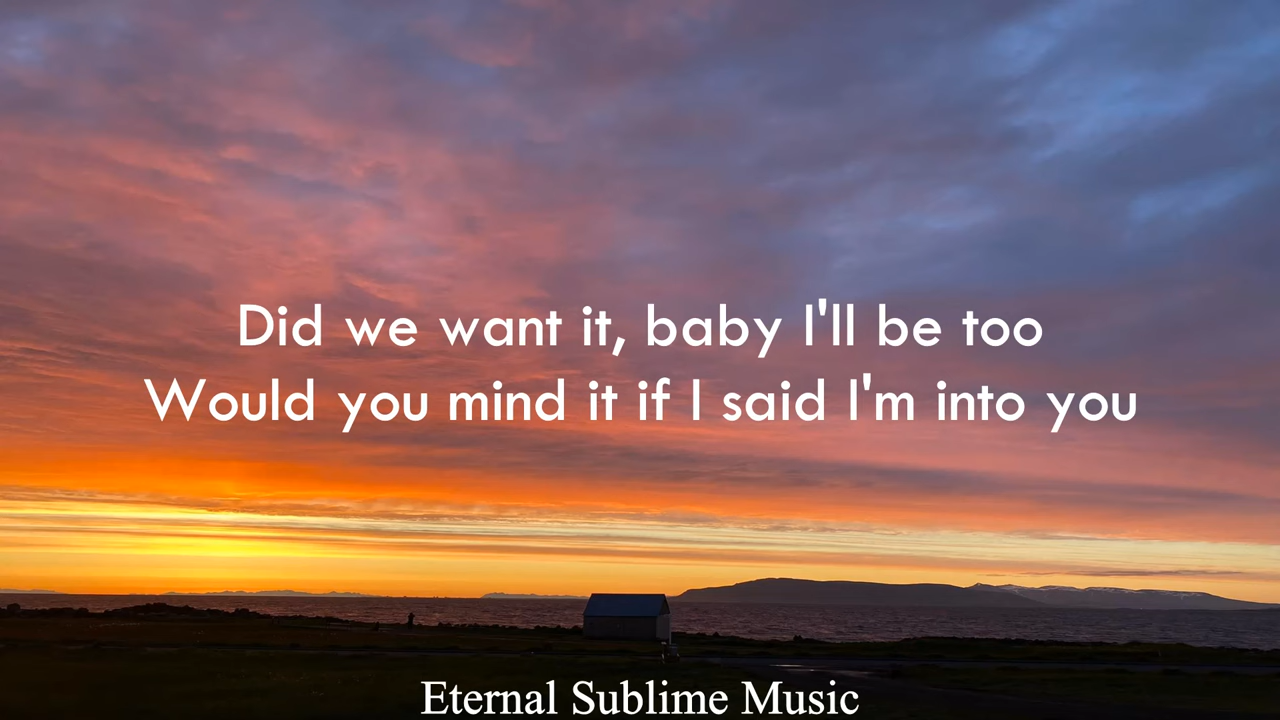 Did we want it, baby I'll be too
Would you mind it if I said I'm into you
Eternal Sublime Music